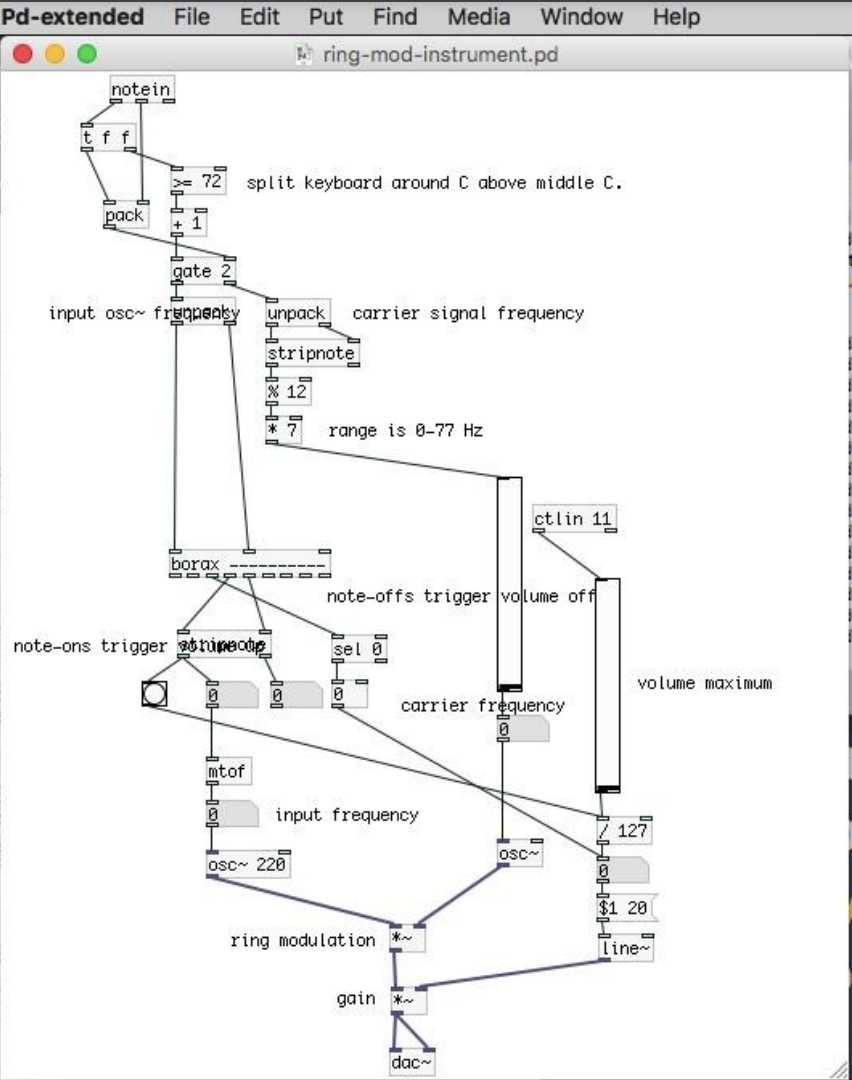 Pd-extended File Edit Put Find Media Window Help
ring-mod-instrument.pd
notein
t f f
>= 72 split keyboard around C above middle C.
pack
+ 1
gate 2
input osc~ frequency unpack unpack carrier signal frequency
stripnote
% 12
* 7 range is 0-77 Hz
ctlin 11
borax ----------
note-offs trigger volume off
note-ons trigger volume up stripnote sel 0
volume maximum
0 0 0
carrier frequency
0
mtof
0 input frequency
/ 127
osc~
osc~ 220
0
$1 20
ring modulation *~
line~
gain *~
dac~